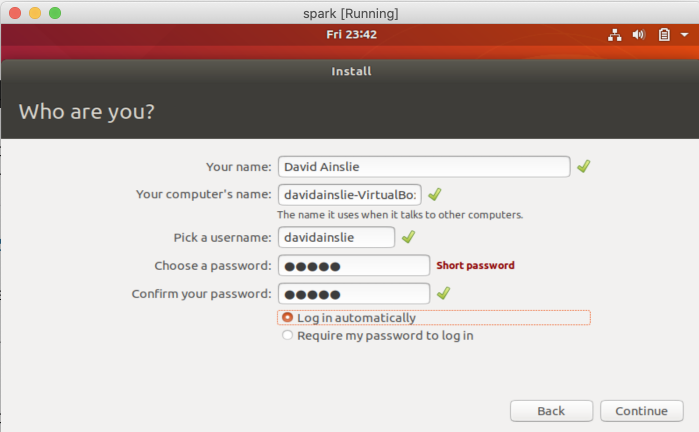 spark [Running]
Fri 23:42
Install
Who are you?
Your name: David Ainslie
Your computer's name: davidainslie-VirtualBo
The name it uses when it talks to other computers.
Pick a username: davidainslie
Choose a password: ●●●●● Short password
Confirm your password: ●●●●●
Log in automatically
Require my password to log in
Back Continue